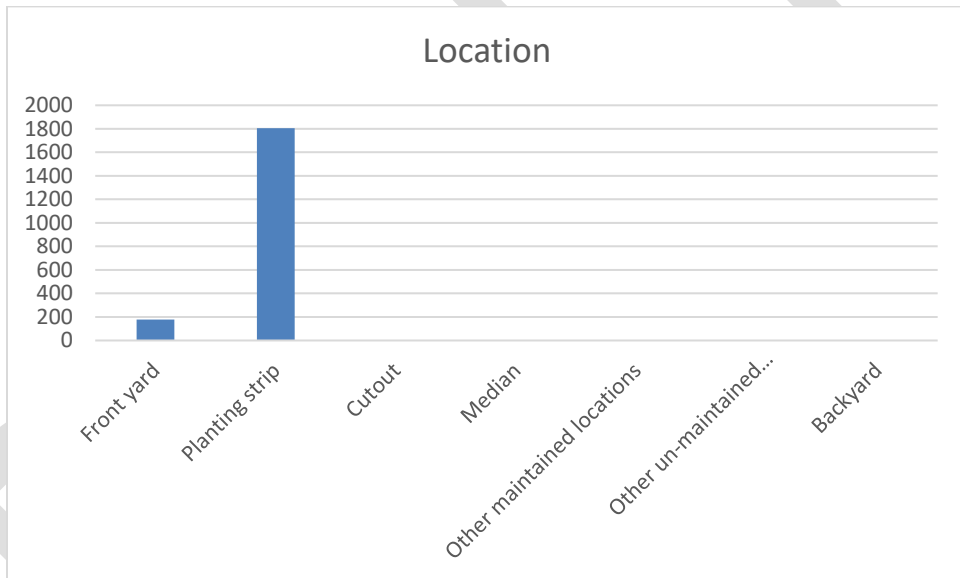 Location
2000
1800
1600
1400
1200
1000
800
600
400
200
0
Front yard
Planting strip
Cutout
Median
Other maintained locations
Other un-maintained...
Backyard